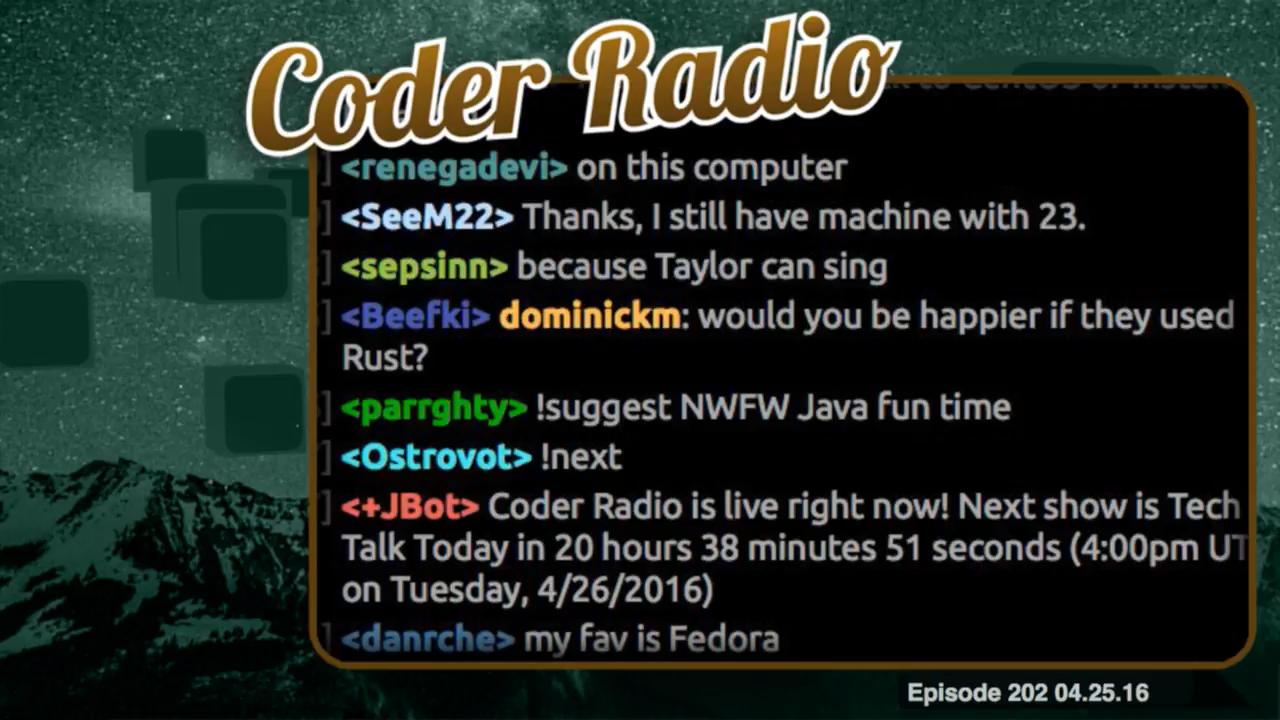 Coder Radio
<renegadevi> on this computer
<SeeM22> Thanks, I still have machine with 23.
<sepsinn> because Taylor can sing
<Beefki> dominickm: would you be happier if they used
Rust?
<parrghty> !suggest NWFW Java fun time
<Ostrovot> !next
<+JBot> Coder Radio is live right now! Next show is Tech
Talk Today in 20 hours 38 minutes 51 seconds (4:00pm UT
on Tuesday, 4/26/2016)
<danrche> my fav is Fedora
Episode 202 04.25.16